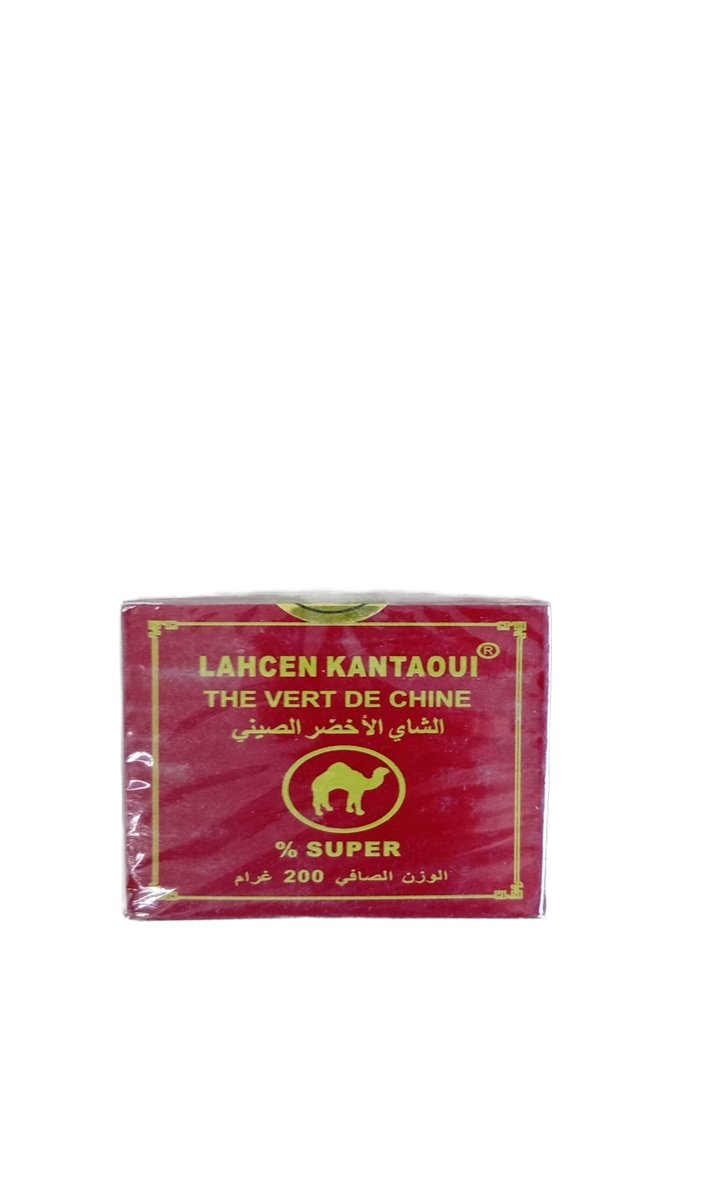 LAHCEN KANTAOUI®
THE VERT DE CHINE
الشاي الأخضر الصيني
% SUPER
الوزن الصافي 200 غرام